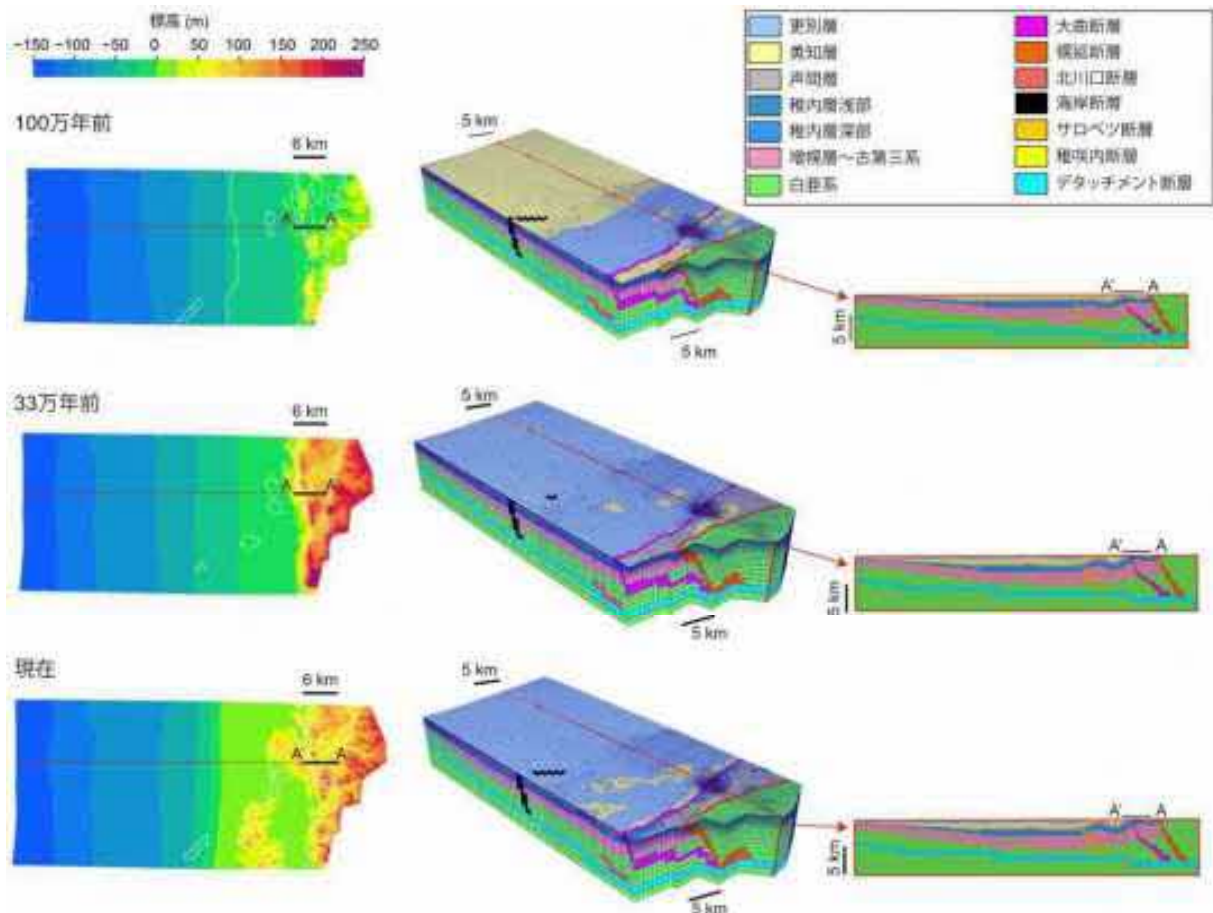 標高 (m)
−150 −100 −50 0 50 100 150 200 250
更別層
勇知層
声問層
稚内層浅部
稚内層深部
増幌層～古第三系
白亜系
大曲断層
幌延断層
北川口断層
海岸断層
サロベツ断層
稚咲内断層
デタッチメント断層
100万年前
6 km
A' A
5 km
5 km
A' A
5 km
33万年前
6 km
A' A
5 km
5 km
A' A
5 km
現在
6 km
A' A
5 km
5 km
A' A
5 km